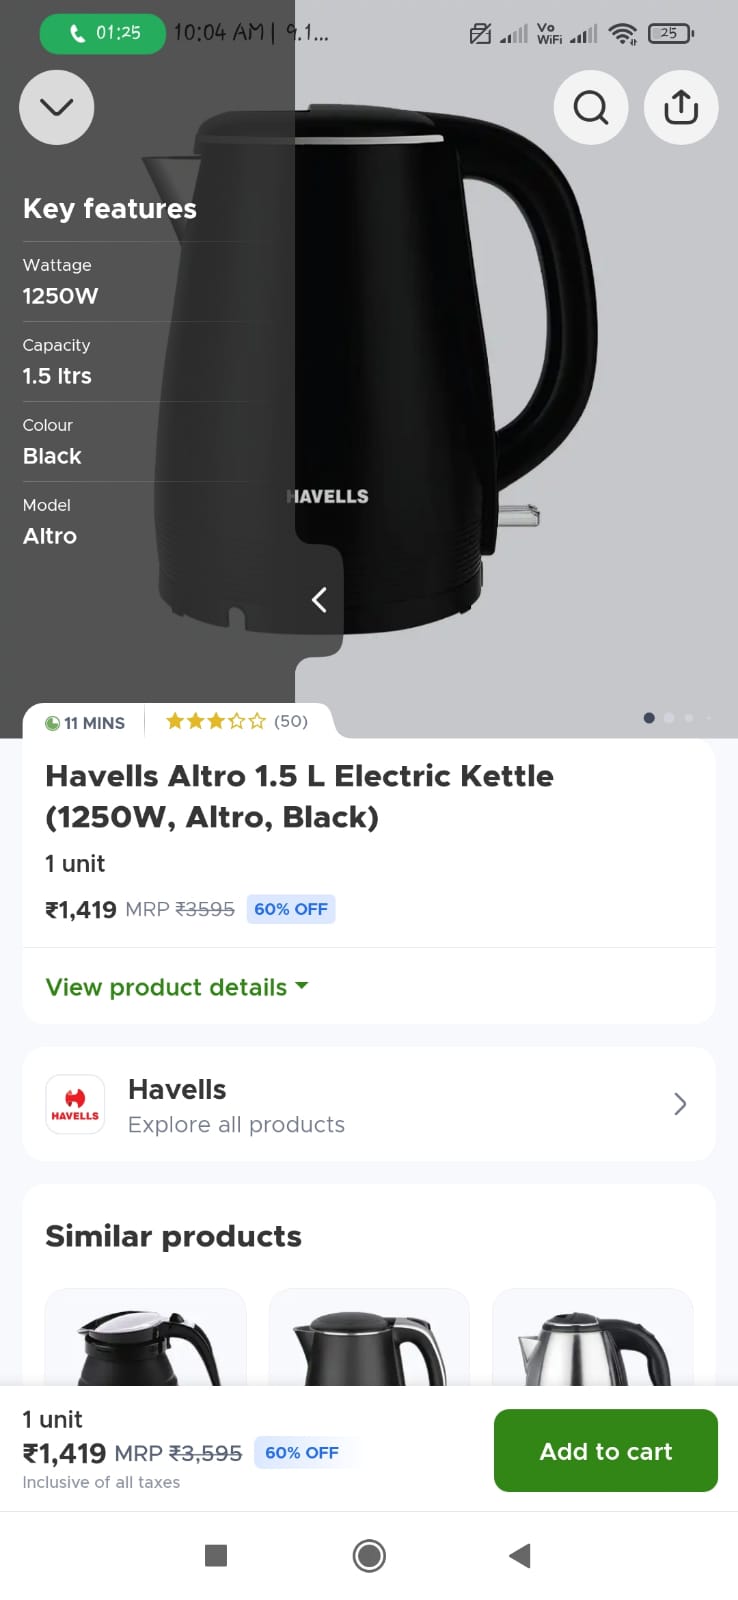 01:25 10:04 AM | 9.1...
Vo
WiFi
25
Key features
Wattage
1250W
Capacity
1.5 ltrs
Colour
Black
Model
Altro
HAVELLS
11 MINS
(50)
Havells Altro 1.5 L Electric Kettle
(1250W, Altro, Black)
1 unit
₹1,419 MRP ₹3595 60% OFF
View product details
HAVELLS
Havells
Explore all products
Similar products
1 unit
₹1,419 MRP ₹3,595 60% OFF
Inclusive of all taxes
Add to cart